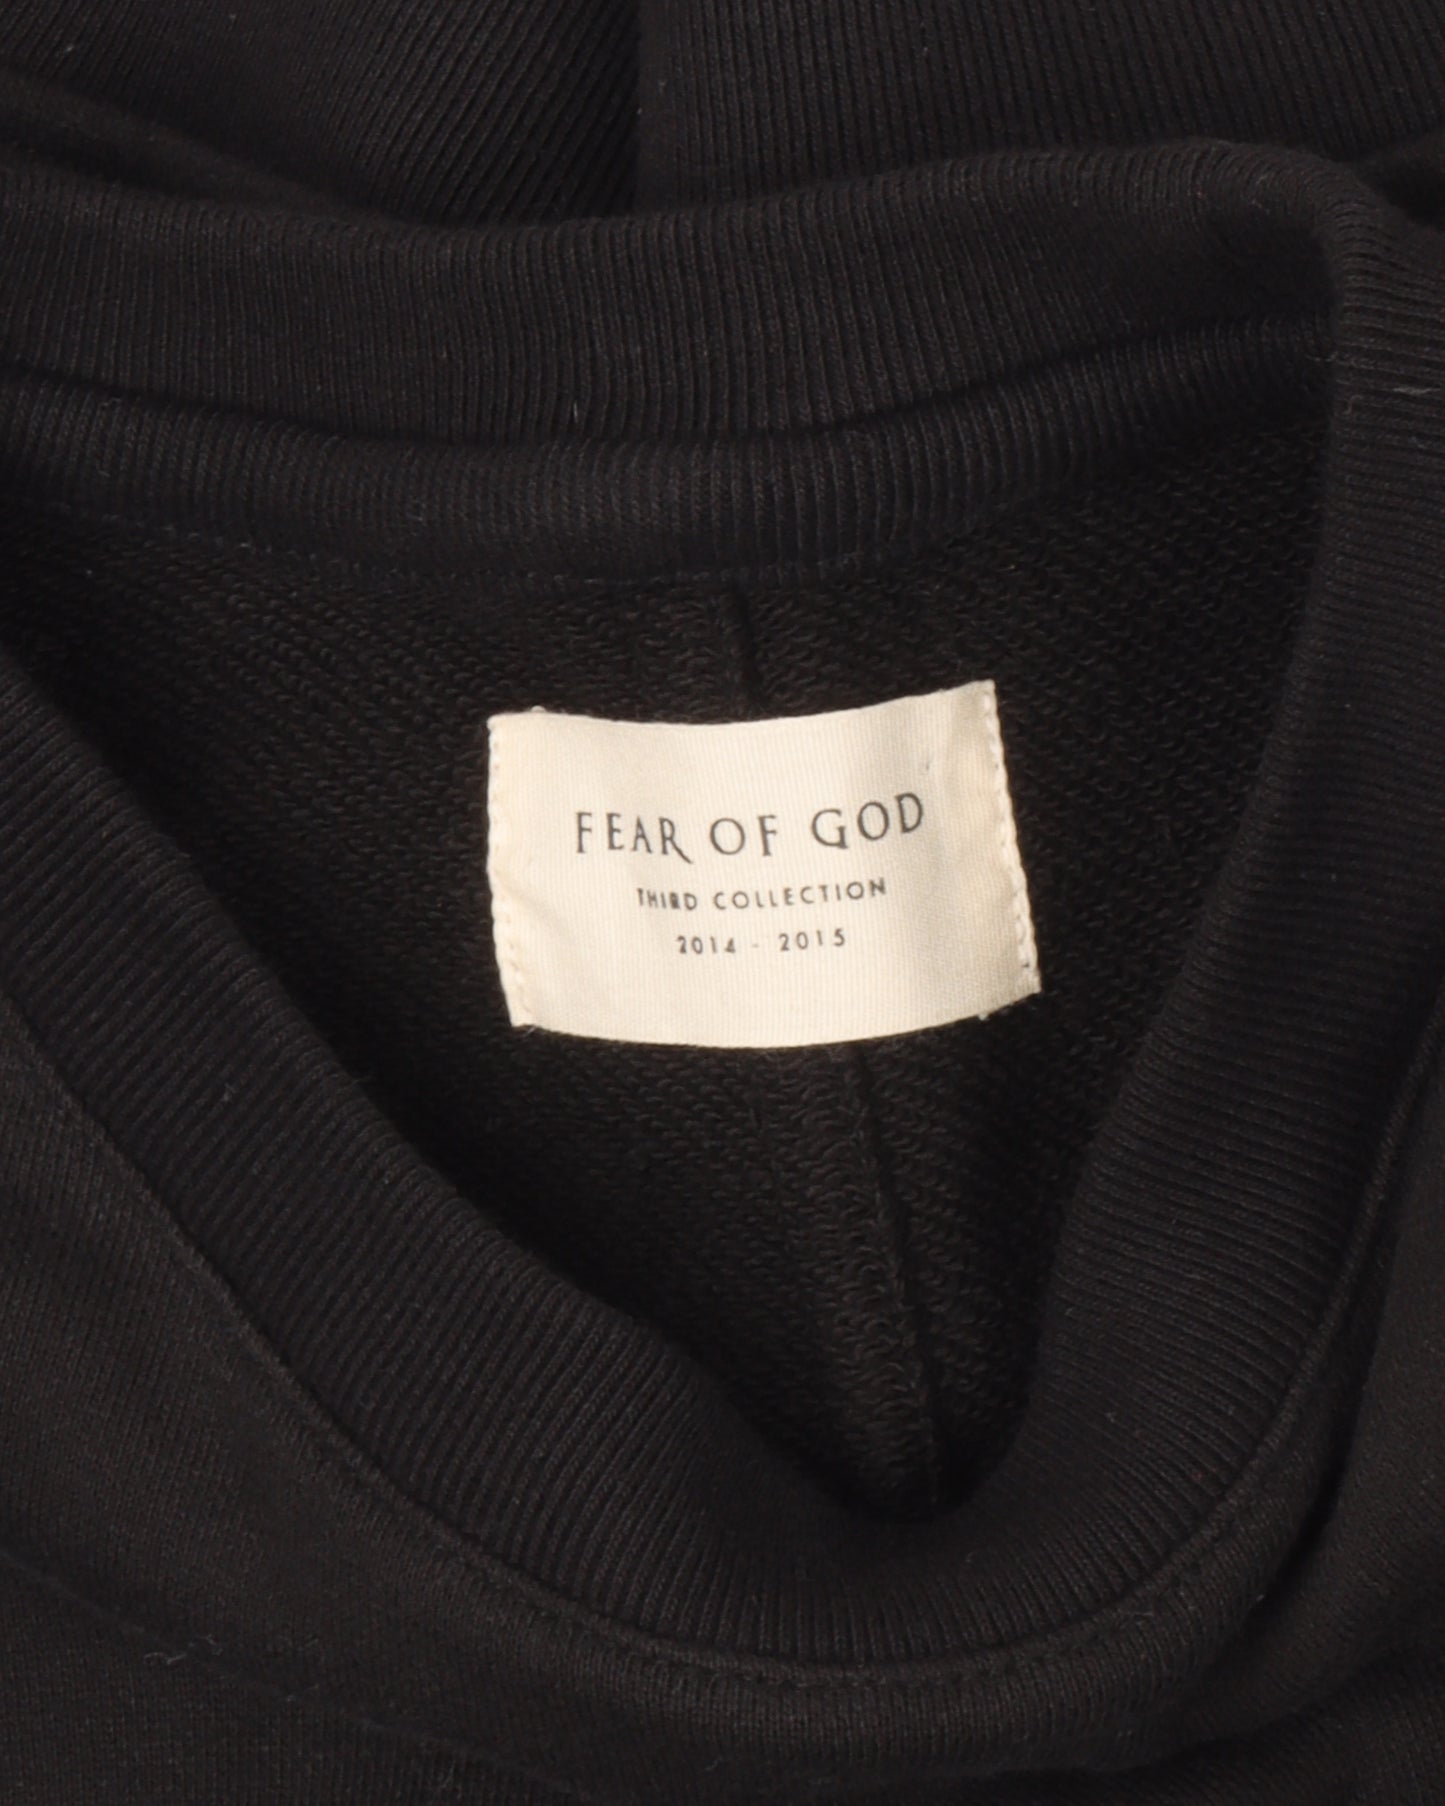 FEAR OF GOD
THIRD COLLECTION
2014 - 2015